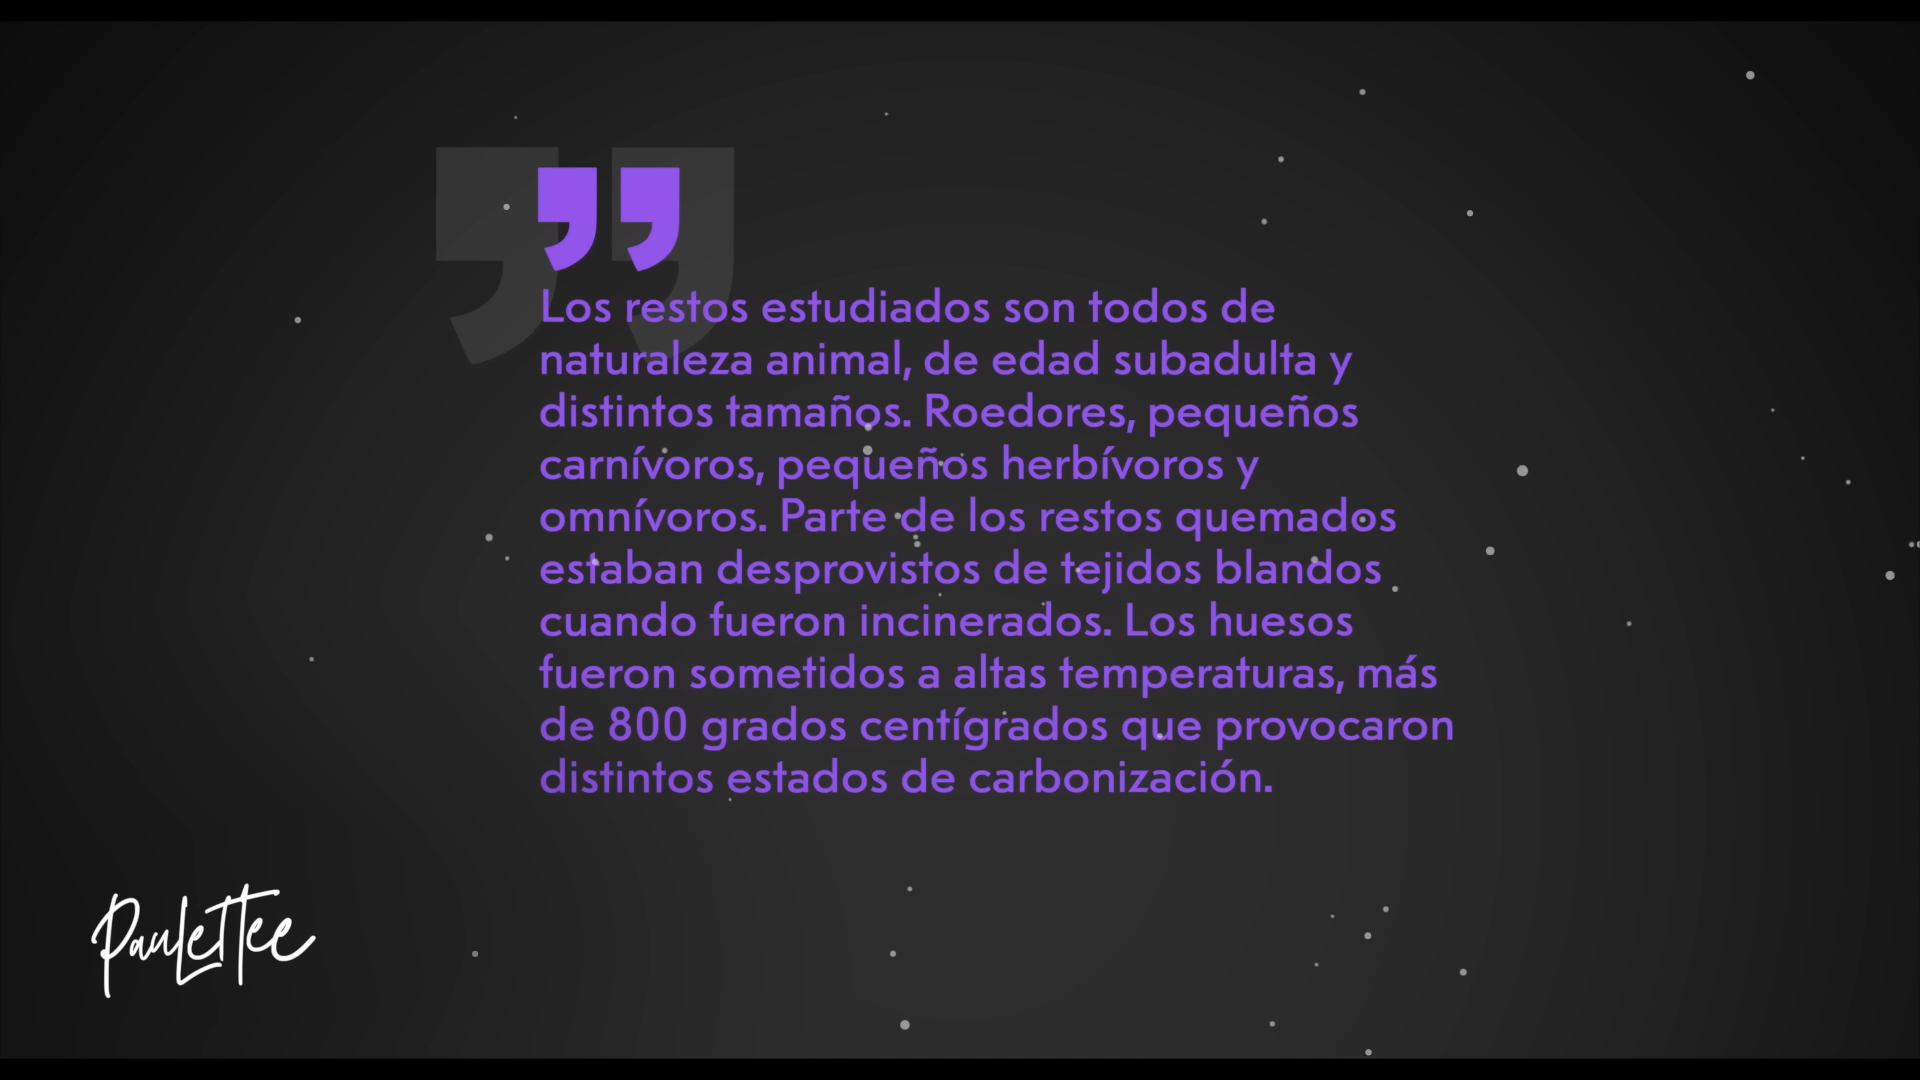 Los restos estudiados son todos de
naturaleza animal, de edad subadulta y
distintos tamaños. Roedores, pequeños
carnívoros, pequeños herbívoros y
omnívoros. Parte de los restos quemados
estaban desprovistos de tejidos blandos
cuando fueron incinerados. Los huesos
fueron sometidos a altas temperaturas, más
de 800 grados centígrados que provocaron
distintos estados de carbonización.
Paulettee